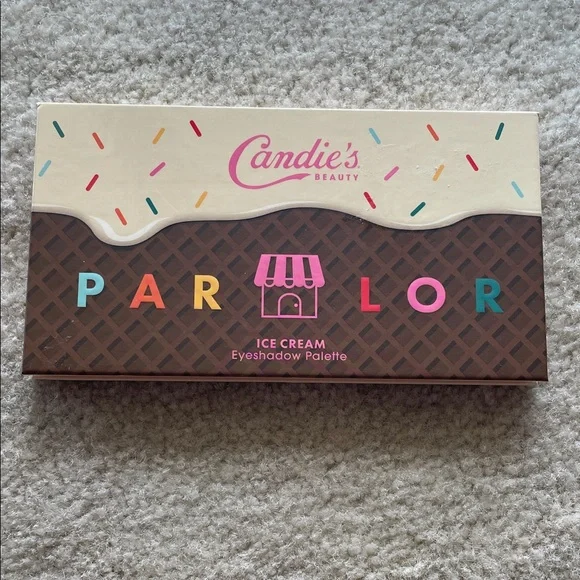 Candie's
BEAUTY
PAR LOR
ICE CREAM
Eyeshadow Palette